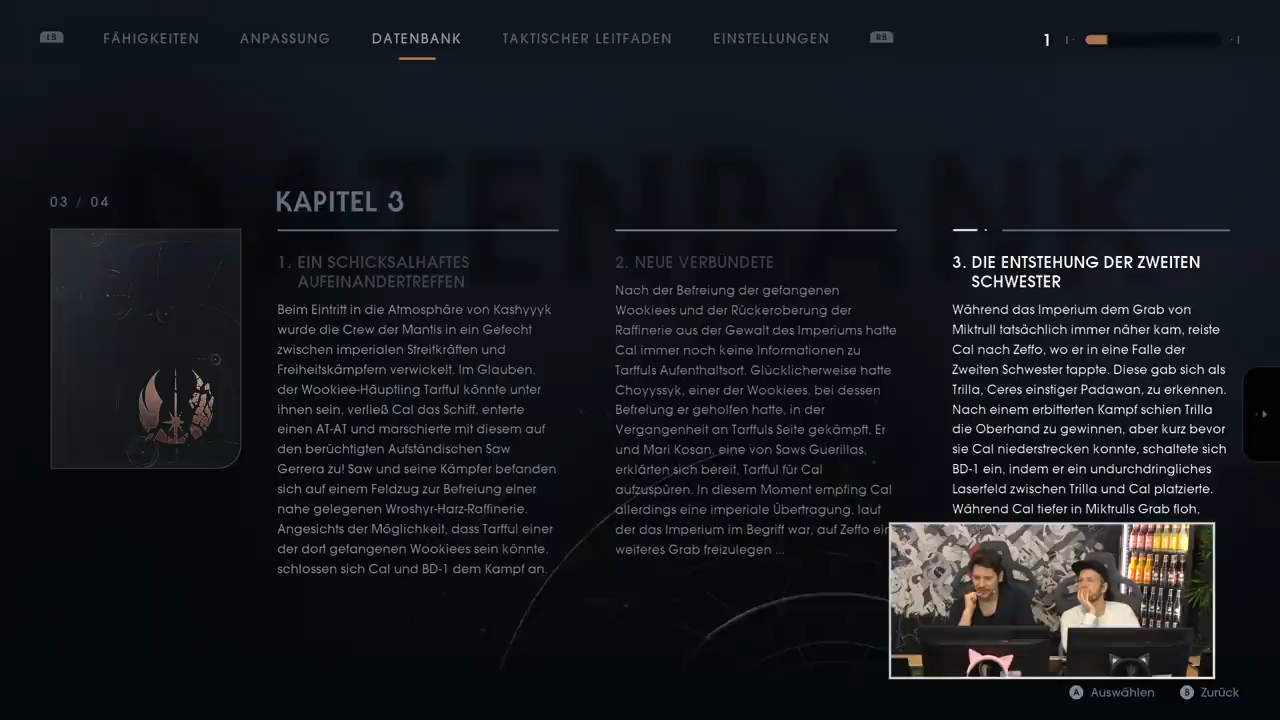 LB
FÄHIGKEITEN
ANPASSUNG
DATENBANK
TAKTISCHER LEITFADEN
EINSTELLUNGEN
RB
1
DATENBANK
03 / 04
KAPITEL 3
1. EIN SCHICKSALHAFTES
AUFEINANDERTREFFEN
Beim Eintritt in die Atmosphäre von Kashyyyk
wurde die Crew der Mantis in ein Gefecht
zwischen imperialen Streitkräften und
Freiheitskämpfern verwickelt. Im Glauben,
der Wookiee-Häuptling Tarfful könnte unter
ihnen sein, verließ Cal das Schiff, enterte
einen AT-AT und marschierte mit diesem auf
den berüchtigten Aufständischen Saw
Gerrera zu! Saw und seine Kämpfer befanden
sich auf einem Feldzug zur Befreiung einer
nahe gelegenen Wroshyr-Harz-Raffinerie.
Angesichts der Möglichkeit, dass Tarfful einer
der dort gefangenen Wookiees sein könnte,
schlossen sich Cal und BD-1 dem Kampf an.
2. NEUE VERBÜNDETE
Nach der Befreiung der gefangenen
Wookiees und der Rückeroberung der
Raffinerie aus der Gewalt des Imperiums hatte
Cal immer noch keine Informationen zu
Tarffuls Aufenthaltsort. Glücklicherweise hatte
Choyyssyk, einer der Wookiees, bei dessen
Befreiung er geholfen hatte, in der
Vergangenheit an Tarffuls Seite gekämpft. Er
und Mari Kosan, eine von Saws Guerillas,
erklärten sich bereit, Tarfful für Cal
aufzuspüren. In diesem Moment empfing Cal
allerdings eine imperiale Übertragung, laut
der das Imperium im Begriff war, auf Zeffo ein
weiteres Grab freizulegen ...
3. DIE ENTSTEHUNG DER ZWEITEN
SCHWESTER
Während das Imperium dem Grab von
Miktrull tatsächlich immer näher kam, reiste
Cal nach Zeffo, wo er in eine Falle der
Zweiten Schwester tappte. Diese gab sich als
Trilla, Ceres einstiger Padawan, zu erkennen.
Nach einem erbitterten Kampf schien Trilla
die Oberhand zu gewinnen, aber kurz bevor
sie Cal niederstrecken konnte, schaltete sich
BD-1 ein, indem er ein undurchdringliches
Laserfeld zwischen Trilla und Cal platzierte.
Während Cal tiefer in Miktrulls Grab floh,
A Auswählen
B Zurück